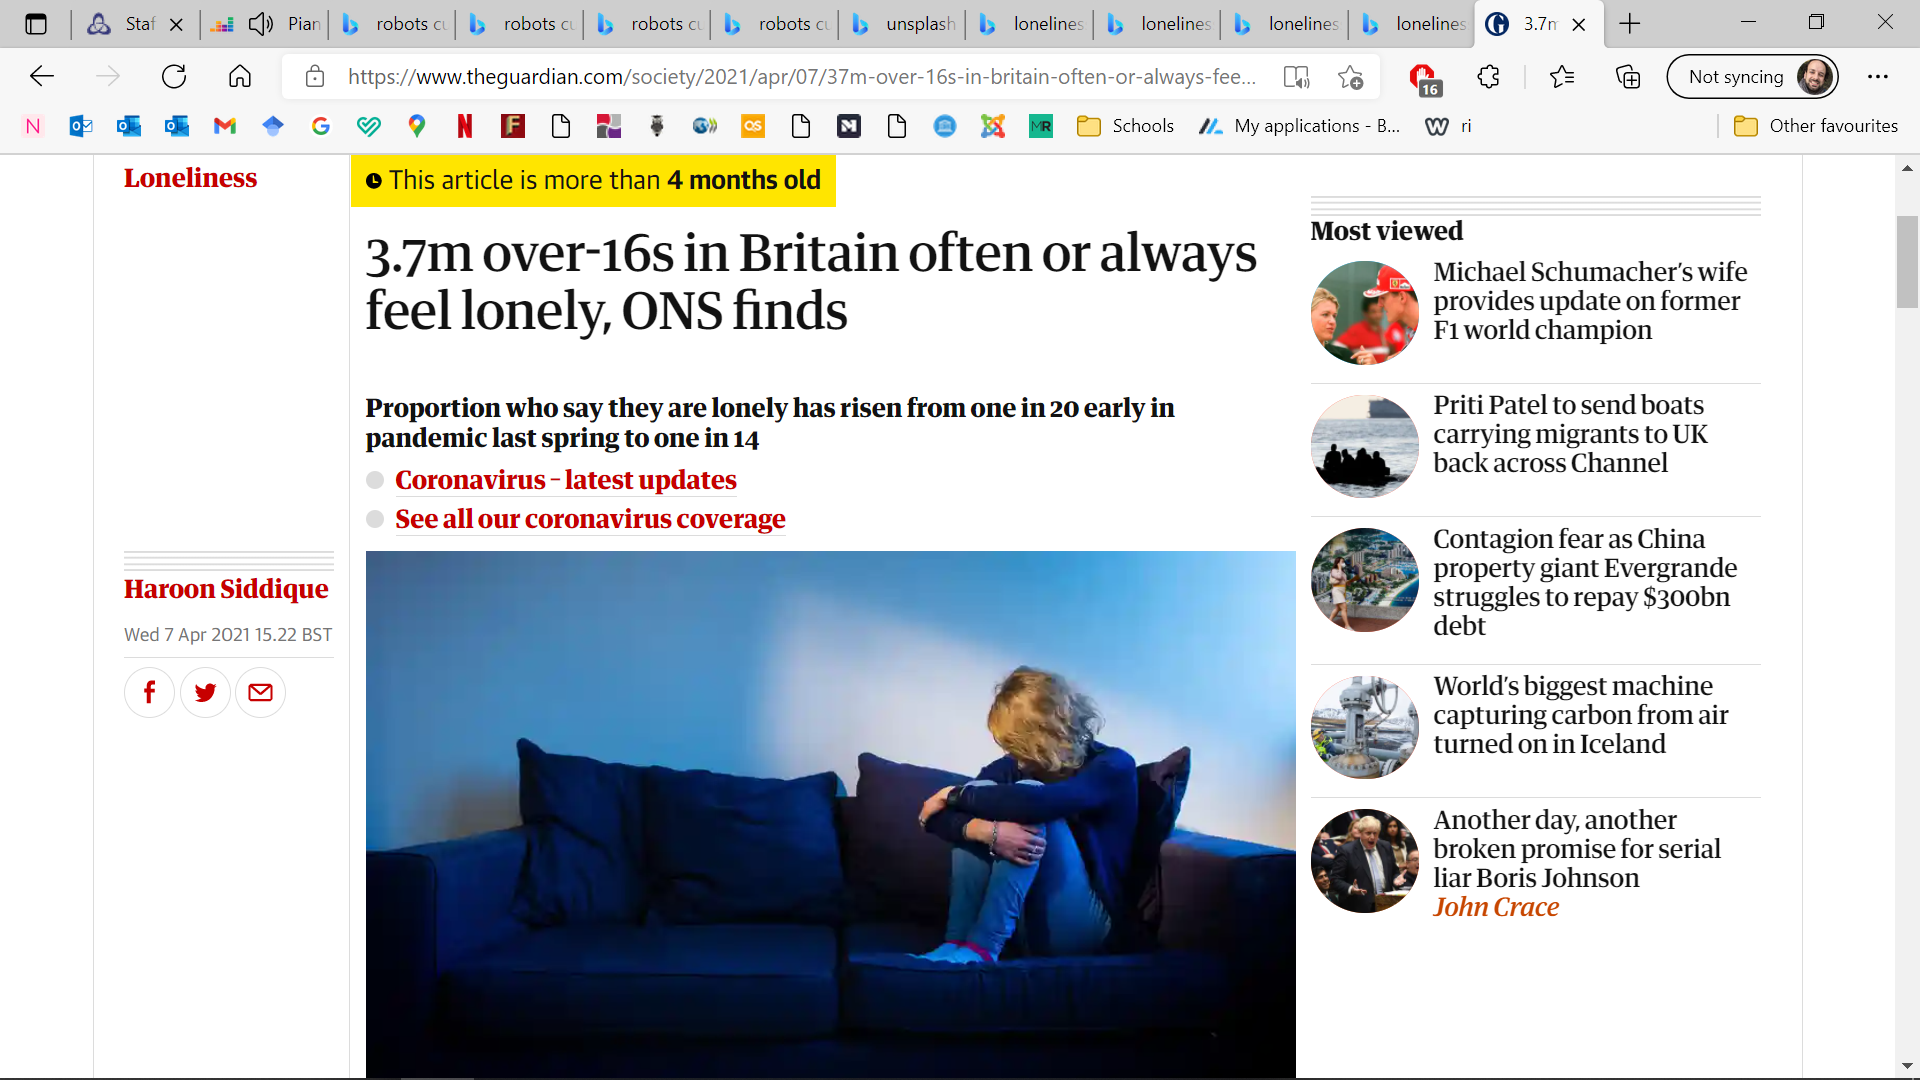 Staf
Pian
robots cu
robots cu
robots cu
robots cu
unsplash
lonelines
lonelines
lonelines
lonelines
3.7m
https://www.theguardian.com/society/2021/apr/07/37m-over-16s-in-britain-often-or-always-fee...
16
Not syncing
Schools
My applications - B...
ri
Other favourites
Loneliness
This article is more than 4 months old
3.7m over-16s in Britain often or always
feel lonely, ONS finds
Proportion who say they are lonely has risen from one in 20 early in
pandemic last spring to one in 14
Coronavirus – latest updates
See all our coronavirus coverage
Haroon Siddique
Wed 7 Apr 2021 15.22 BST
Most viewed
Michael Schumacher’s wife
provides update on former
F1 world champion
Priti Patel to send boats
carrying migrants to UK
back across Channel
Contagion fear as China
property giant Evergrande
struggles to repay $300bn
debt
World’s biggest machine
capturing carbon from air
turned on in Iceland
Another day, another
broken promise for serial
liar Boris Johnson
John Crace